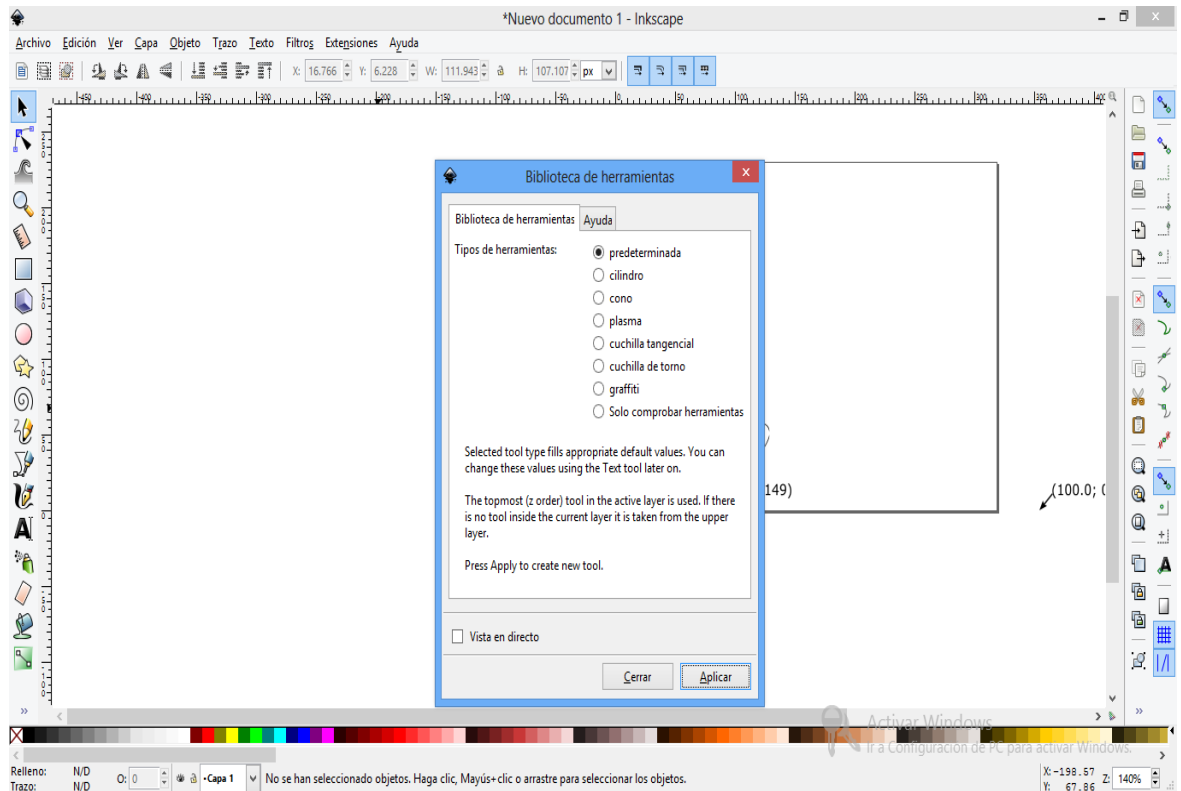 *Nuevo documento 1 - Inkscape
Archivo Edición Ver Capa Objeto Trazo Texto Filtros Extensiones Ayuda
X: 16.766 Y: 6.228 W: 111.943 H: 107.107 px
Biblioteca de herramientas
Biblioteca de herramientas Ayuda
Tipos de herramientas:
predeterminada
cilindro
cono
plasma
cuchilla tangencial
cuchilla de torno
graffiti
Solo comprobar herramientas
Selected tool type fills appropriate default values. You can
change these values using the Text tool later on.
The topmost (z order) tool in the active layer is used. If there
is no tool inside the current layer it is taken from the upper
layer.
Press Apply to create new tool.
149)
(100.0; 0
Vista en directo
Cerrar Aplicar
Activar Windows
Ir a Configuración de PC para activar Windows.
Relleno: N/D
Trazo: N/D
O: 0
•Capa 1
No se han seleccionado objetos. Haga clic, Mayús+clic o arrastre para seleccionar los objetos.
X: -198.57
Y: 67.86
Z: 140%